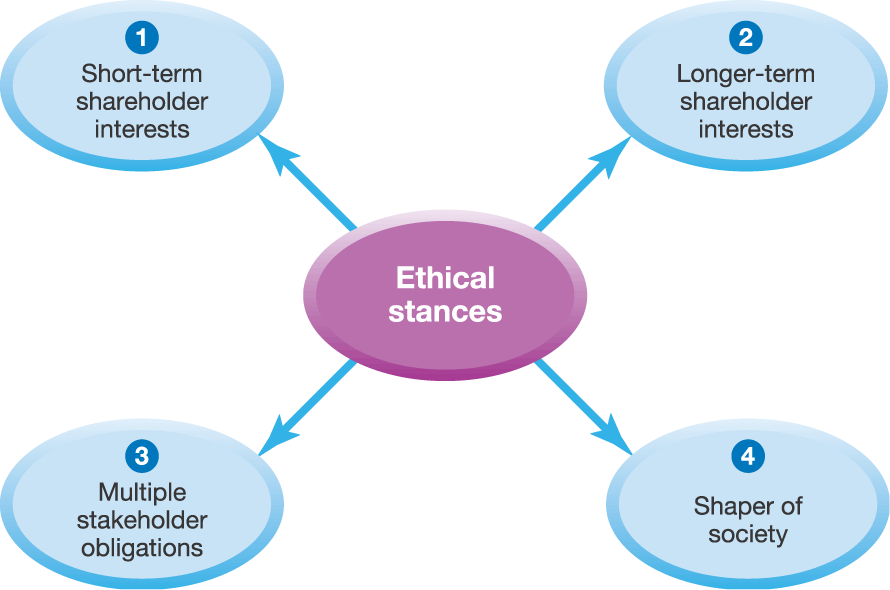 1
Short-term
shareholder
interests
2
Longer-term
shareholder
interests
Ethical
stances
3
Multiple
stakeholder
obligations
4
Shaper of
society